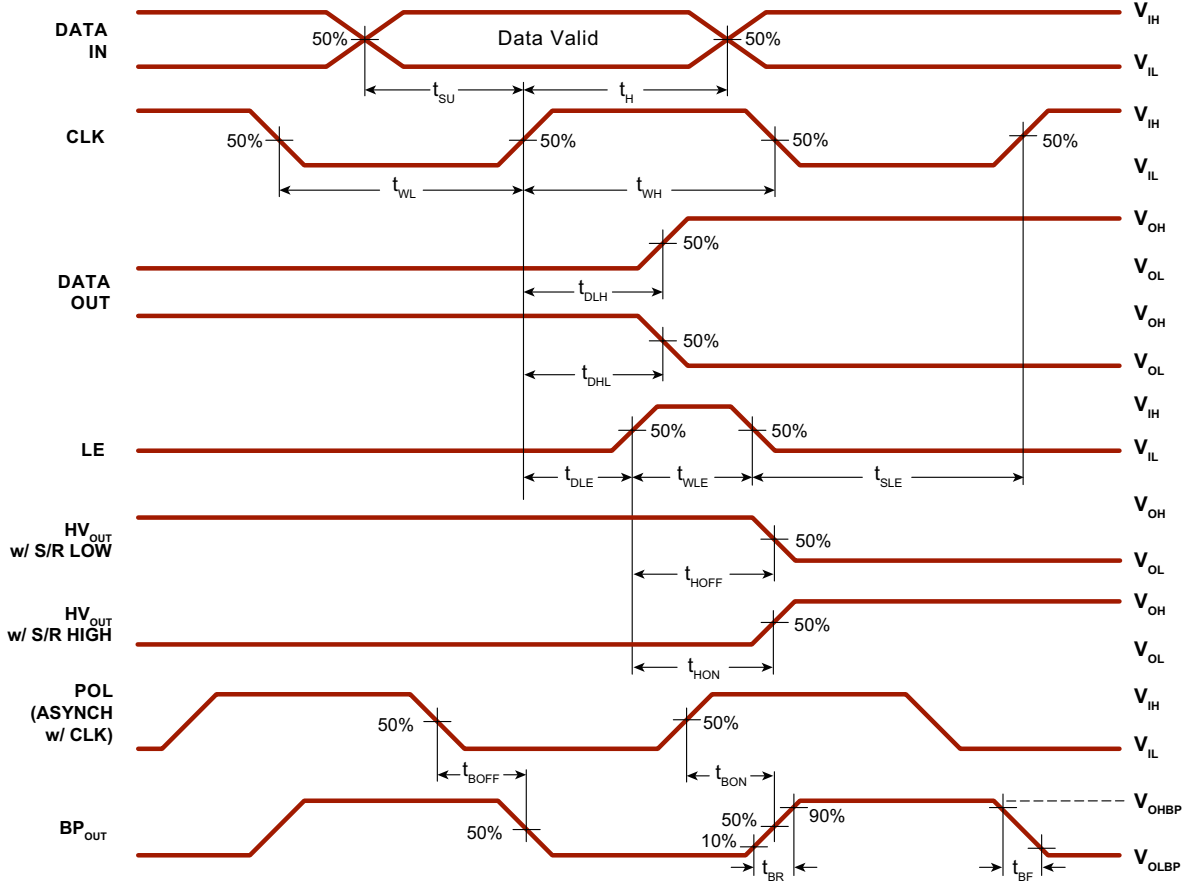 DATA IN
50%
Data Valid
50%
V_IH
V_IL
t_SU
t_H
CLK
50%
50%
50%
50%
V_IH
V_IL
t_WL
t_WH
DATA OUT
50%
V_OH
V_OL
t_DLH
50%
V_OH
V_OL
t_DHL
LE
50%
50%
V_IH
V_IL
t_DLE
t_WLE
t_SLE
HV_OUT
w/ S/R LOW
50%
V_OH
V_OL
t_HOFF
HV_OUT
w/ S/R HIGH
50%
V_OH
V_OL
t_HON
POL
(ASYNCH
w/ CLK)
50%
50%
V_IH
V_IL
t_BOFF
t_BON
BP_OUT
50%
50%
10%
90%
V_OHBP
V_OLBP
t_BR
t_BF